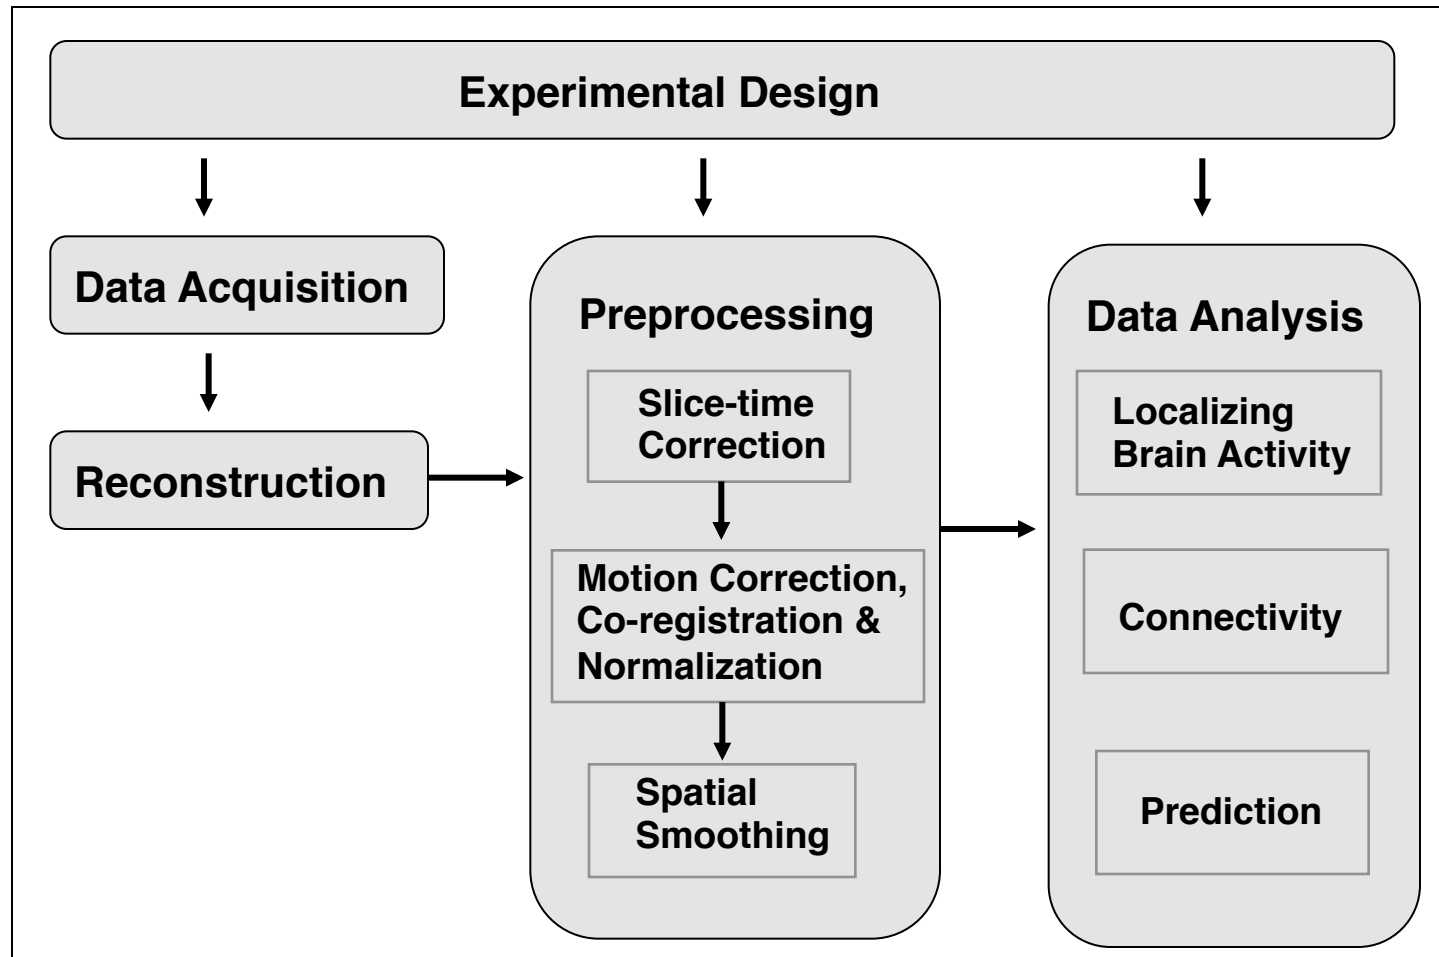 Experimental Design
Data Acquisition
Reconstruction
Preprocessing
Slice-time
Correction
Motion Correction,
Co-registration &
Normalization
Spatial
Smoothing
Data Analysis
Localizing
Brain Activity
Connectivity
Prediction